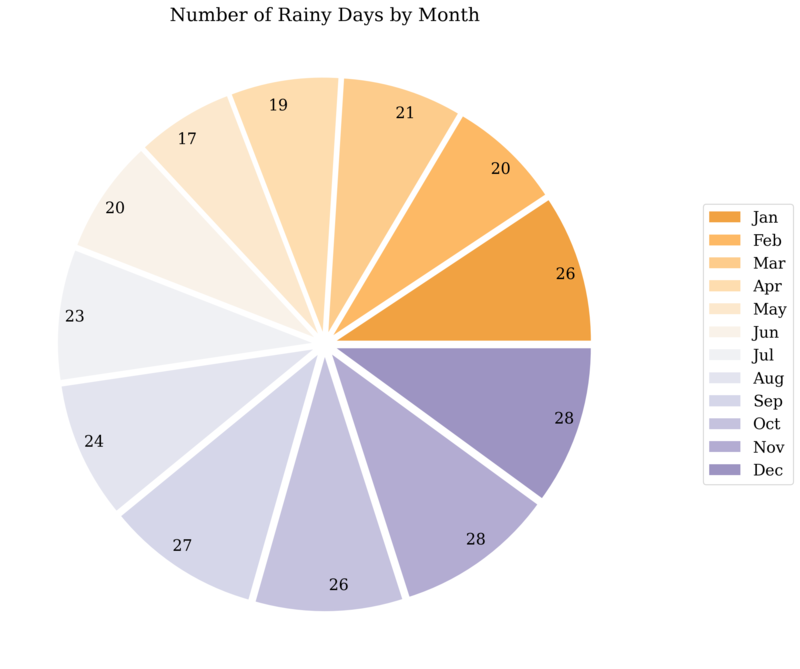 Number of Rainy Days by Month
19
21
17
20
20
26
23
28
24
28
27
26
Jan
Feb
Mar
Apr
May
Jun
Jul
Aug
Sep
Oct
Nov
Dec